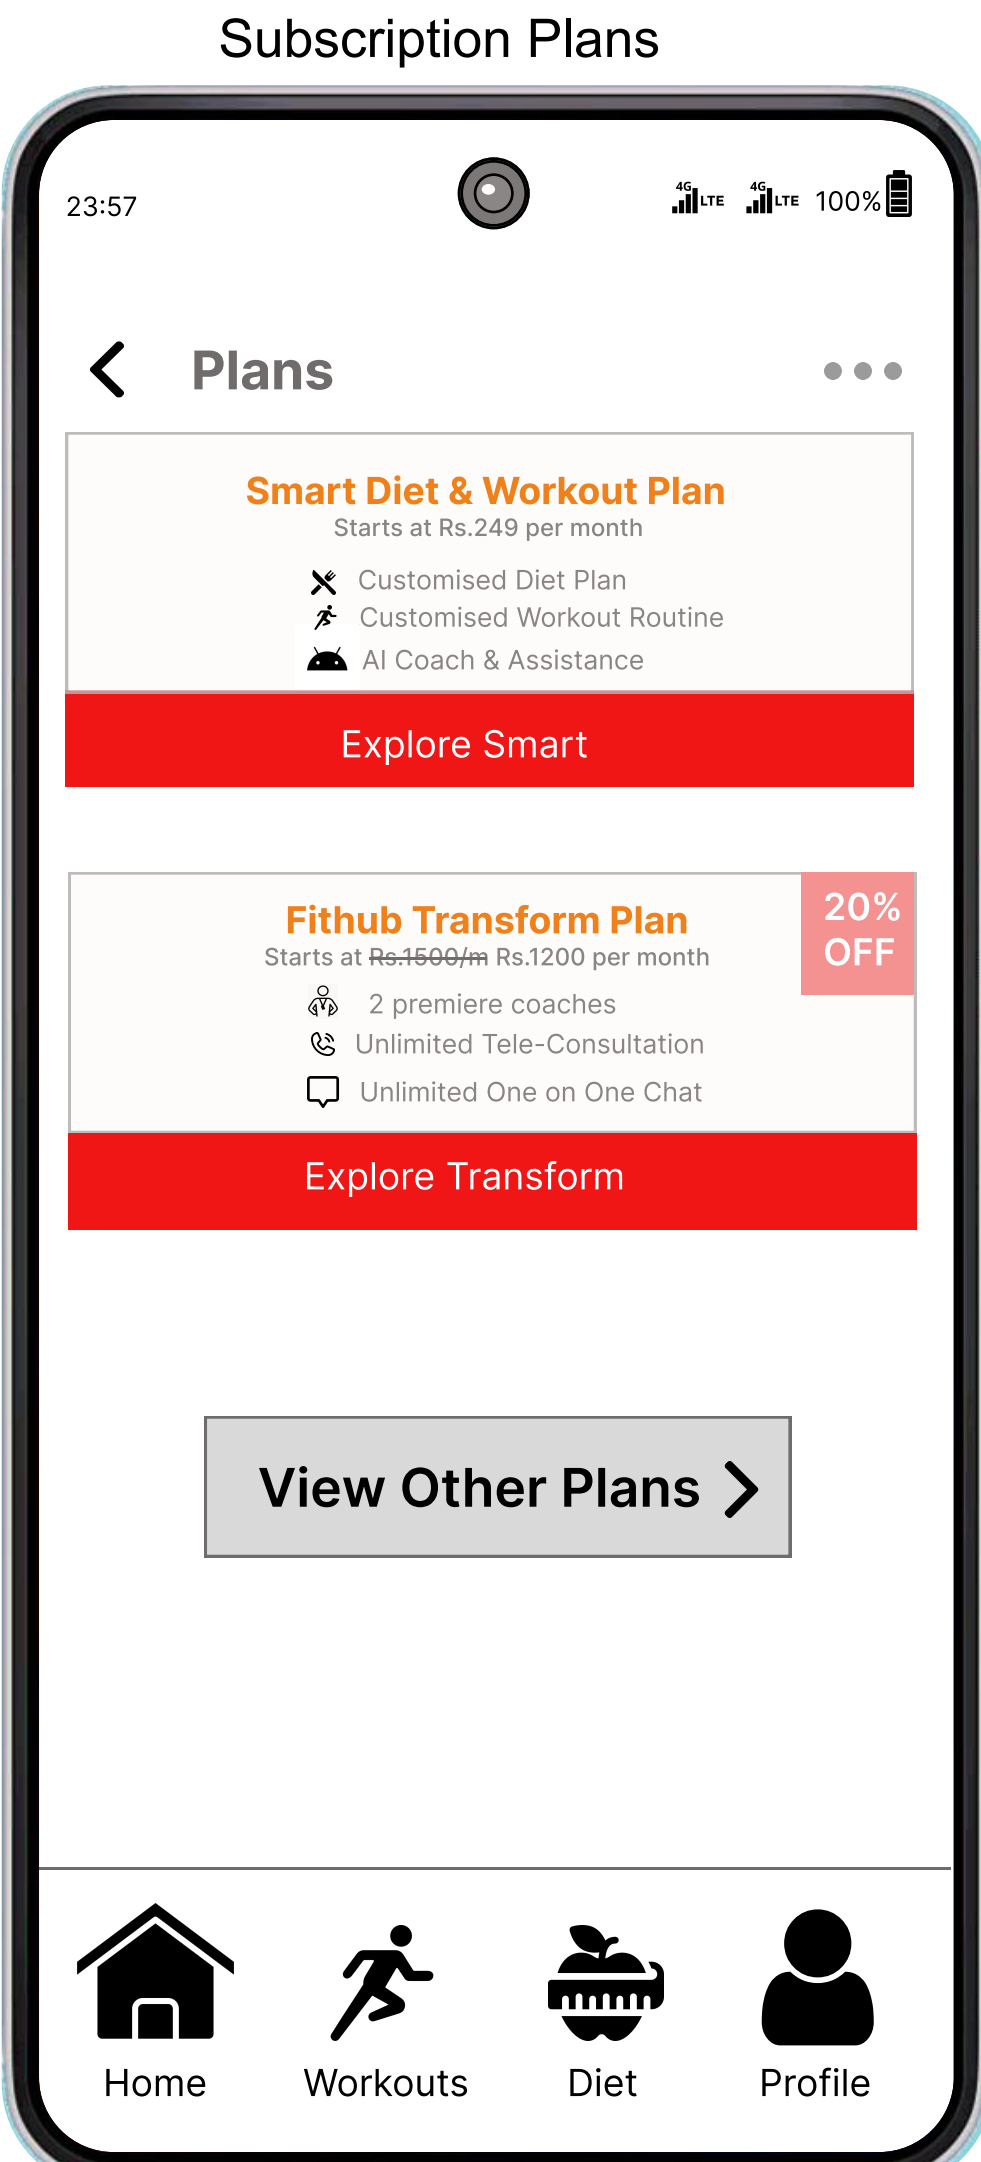 Subscription Plans
23:57
4G LTE 4G LTE 100%
Plans
Smart Diet & Workout Plan
Starts at Rs.249 per month
Customised Diet Plan
Customised Workout Routine
AI Coach & Assistance
Explore Smart
20%
OFF
Fithub Transform Plan
Starts at Rs.1500/m Rs.1200 per month
2 premiere coaches
Unlimited Tele-Consultation
Unlimited One on One Chat
Explore Transform
View Other Plans
Home Workouts Diet Profile